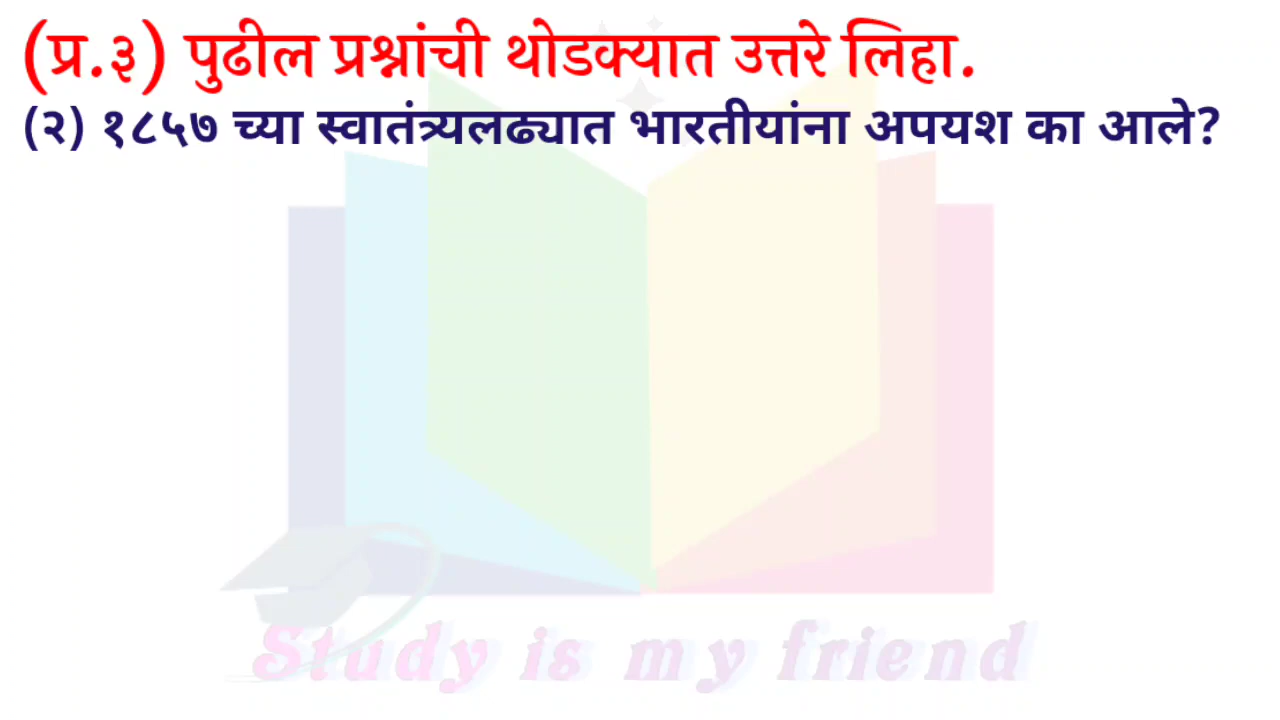 (प्र.३) पुढील प्रश्नांची थोडक्यात उत्तरे लिहा.
(२) १८५७ च्या स्वातंत्र्यलढ्यात भारतीयांना अपयश का आले?
Study is my friend